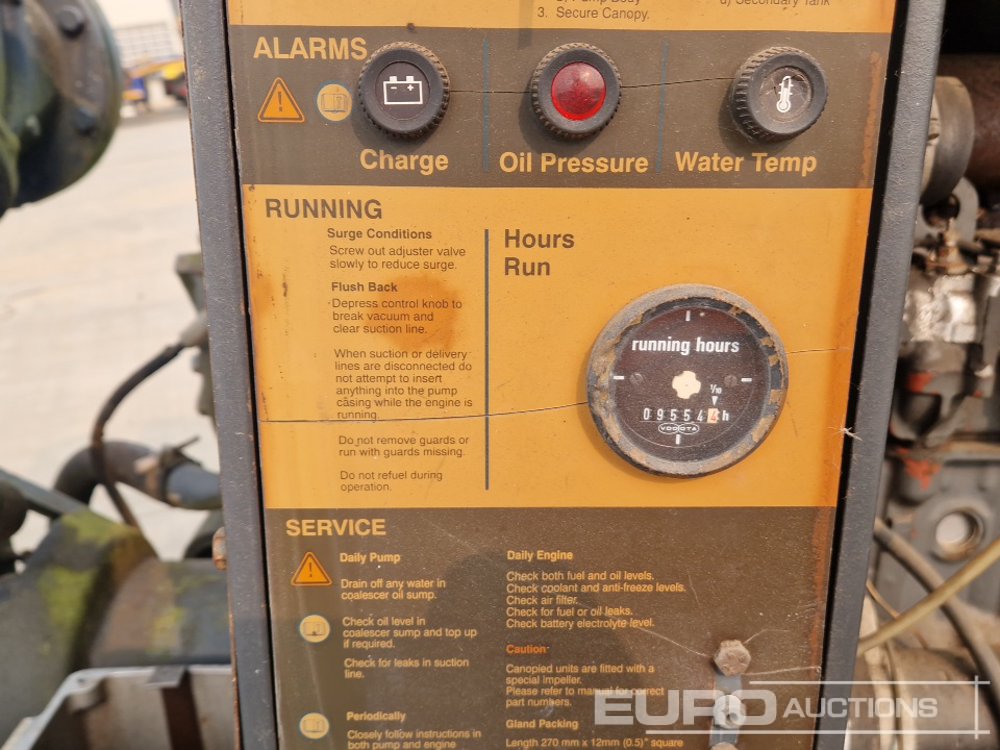 3. Secure Canopy.
d) Secondary Tank
ALARMS
Charge
Oil Pressure
Water Temp
RUNNING
Surge Conditions
Screw out adjuster valve
slowly to reduce surge.
Flush Back
Depress control knob to
break vacuum and
clear suction line.
When suction or delivery
lines are disconnected do
not attempt to insert
anything into the pump
casing while the engine is
running.
Do not remove guards or
run with guards missing.
Do not refuel during
operation.
Hours
Run
running hours
1/10
09554 h
SERVICE
Daily Pump
Drain off any water in
coalescer oil sump.
Check oil level in
coalescer sump and top up
if required.
Check for leaks in suction
line.
Periodically
Closely follow instructions in
both pump and engine
Daily Engine
Check both fuel and oil levels.
Check coolant and anti-freeze levels.
Check air filter.
Check for fuel or oil leaks.
Check battery electrolyte level.
Caution
Canopied units are fitted with a
special impeller.
Please refer to manual for correct
part numbers.
Gland Packing
Length 270 mm x 12mm (0.5)" square
EURO AUCTIONS